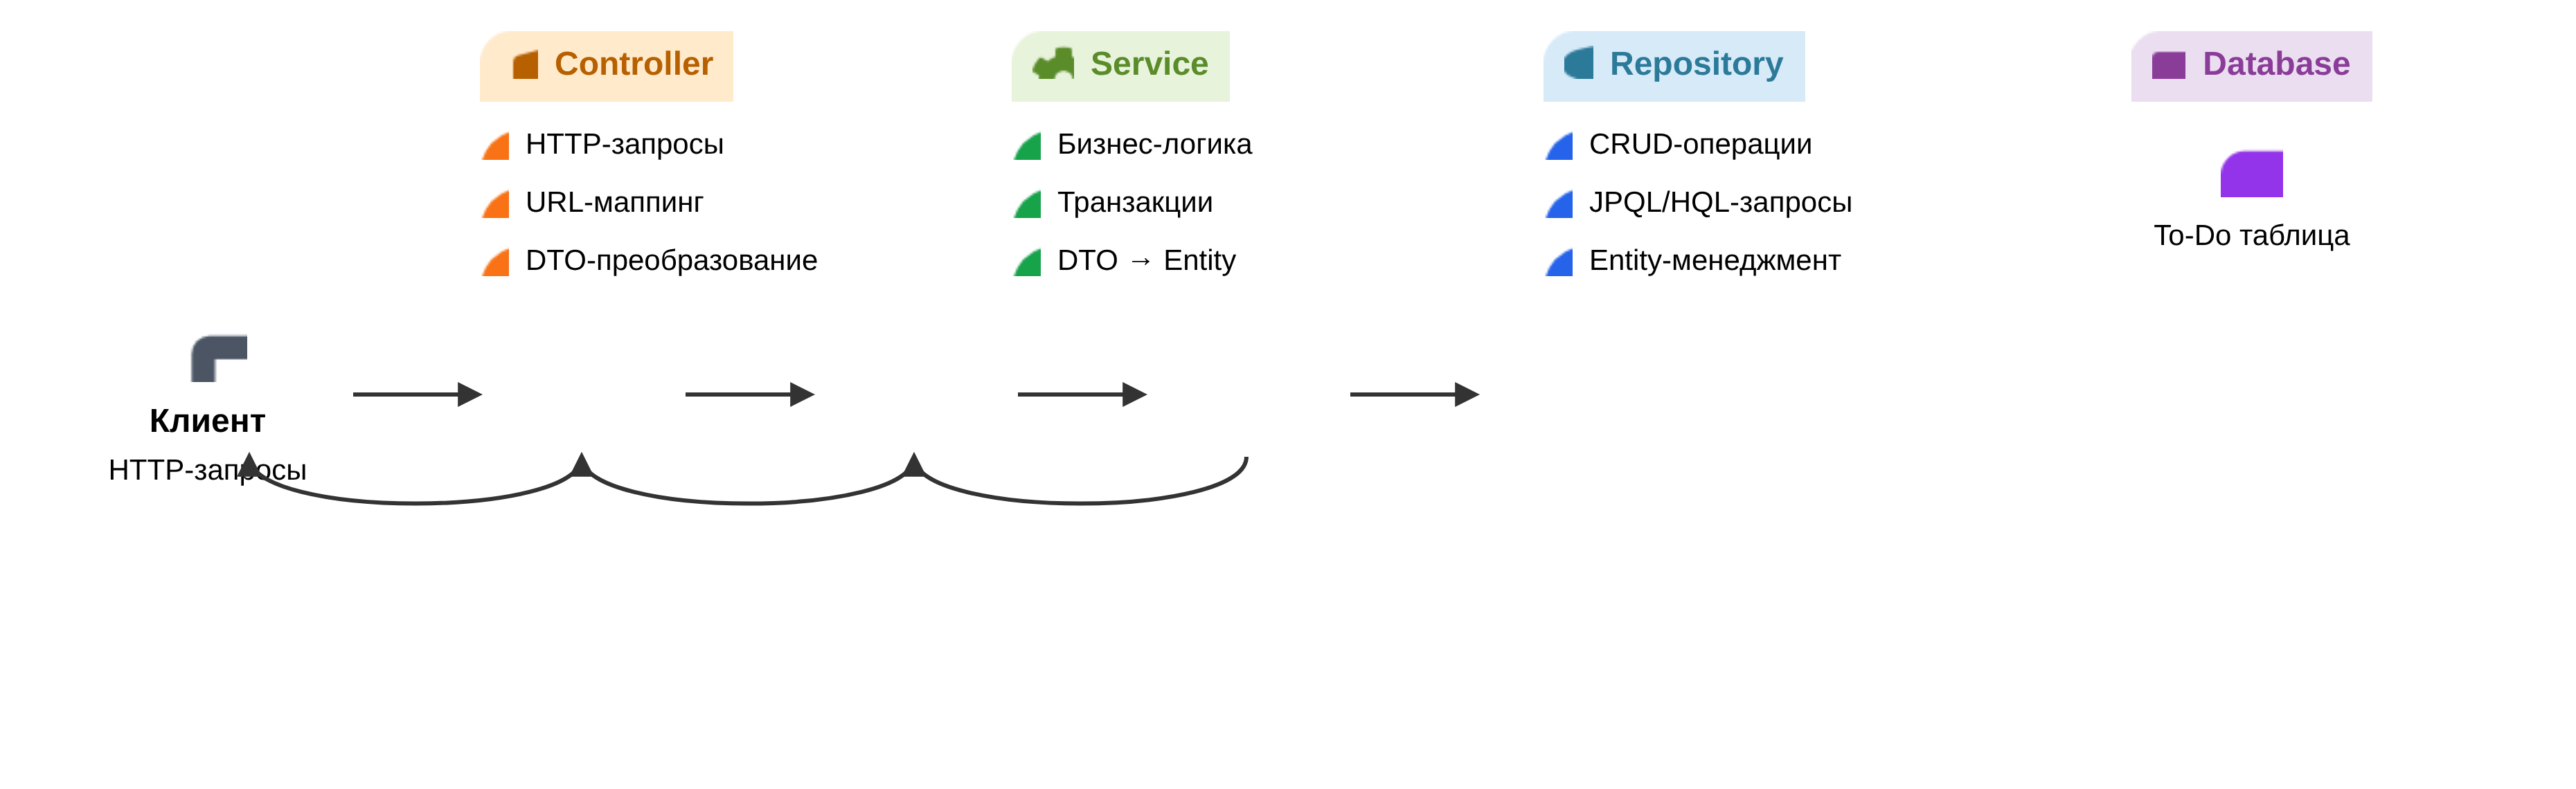 Controller
HTTP-запросы
URL-маппинг
DTO-преобразование
Service
Бизнес-логика
Транзакции
DTO → Entity
Repository
CRUD-операции
JPQL/HQL-запросы
Entity-менеджмент
Database
To-Do таблица
Клиент
HTTP-запросы